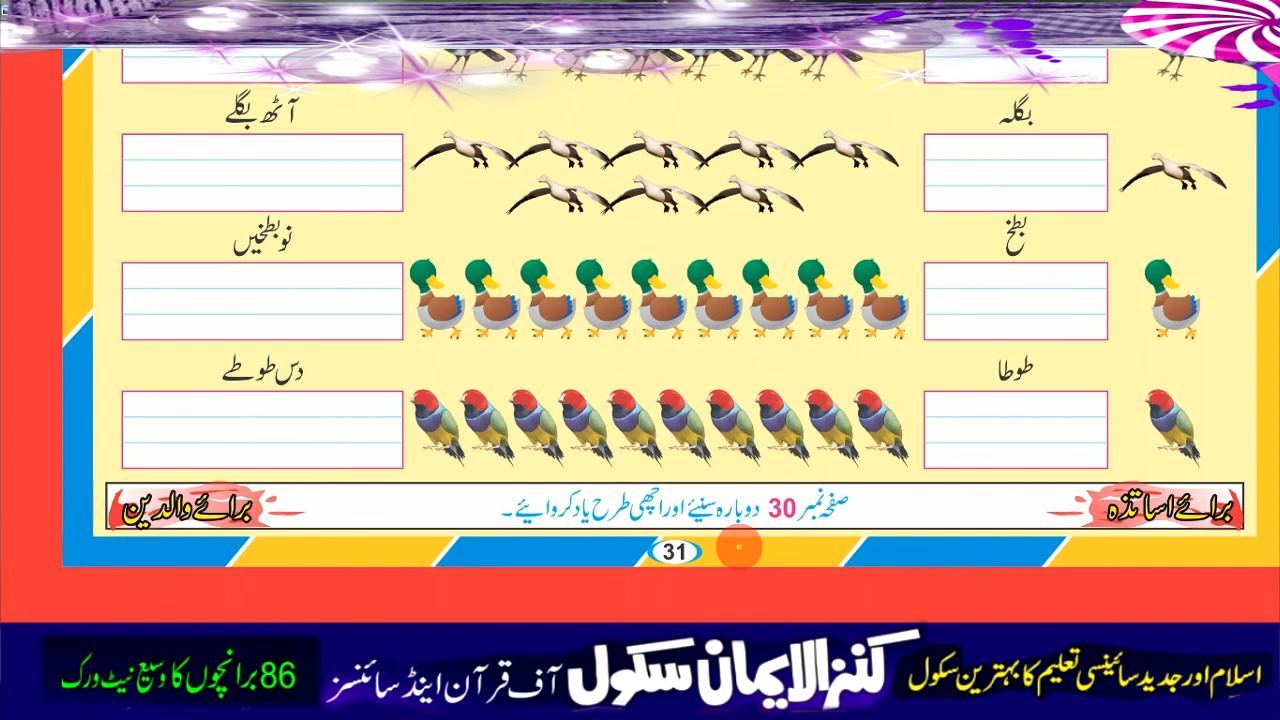 بگلہ
آٹھ بگلے
بطخ
نو بطخیں
طوطا
دس طوطے
برائے اساتذہ
صفحہ نمبر 30 دوبارہ سنیئے اور اچھی طرح یاد کروایئے ۔
برائے والدین
31
اسلام اور جدید سائینسی تعلیم کا بہترین سکول
کنز الایمان سکول آف قرآن اینڈ سائنسز
86 برانچوں کا وسیع نیٹ ورک